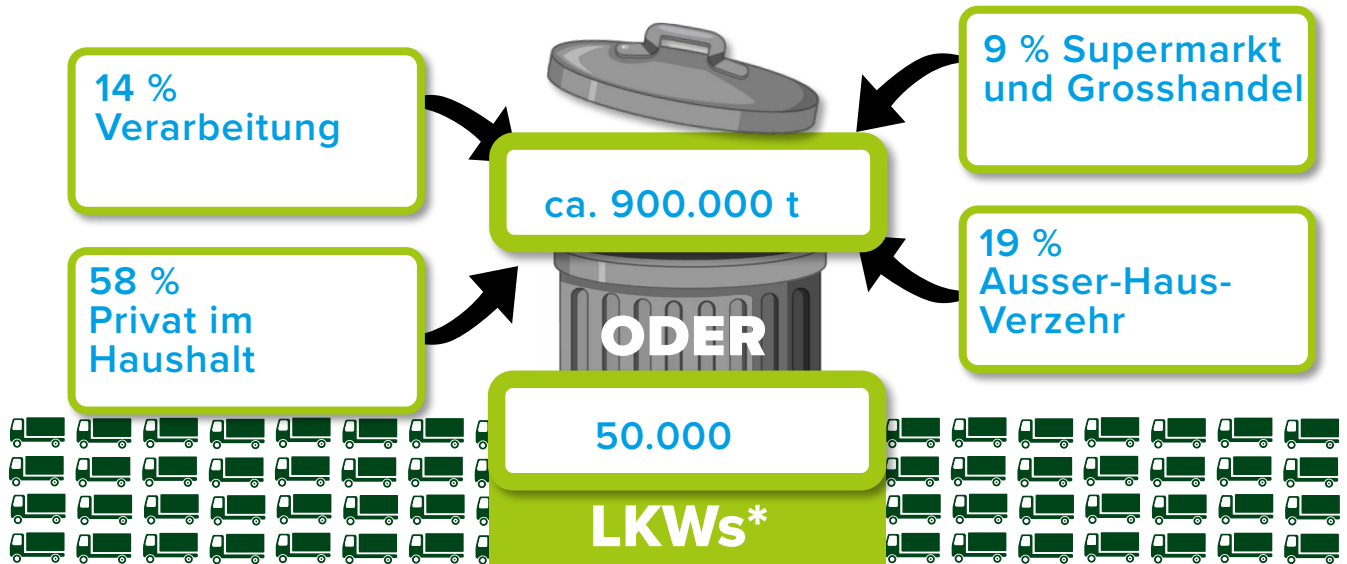 14 %
Verarbeitung
9 % Supermarkt
und Grosshandel
ca. 900.000 t
58 %
Privat im
Haushalt
19 %
Ausser-Haus-
Verzehr
ODER
50.000
LKWs*